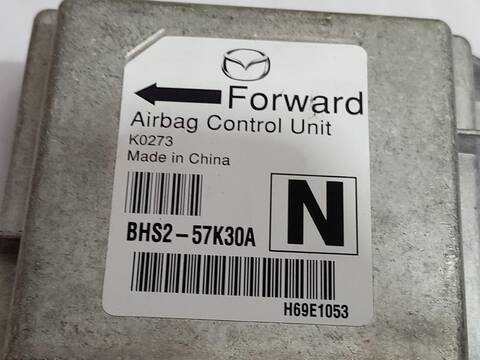 Forward
Airbag Control Unit
K0273
Made in China
BHS2-57K30A
N
H69E1053